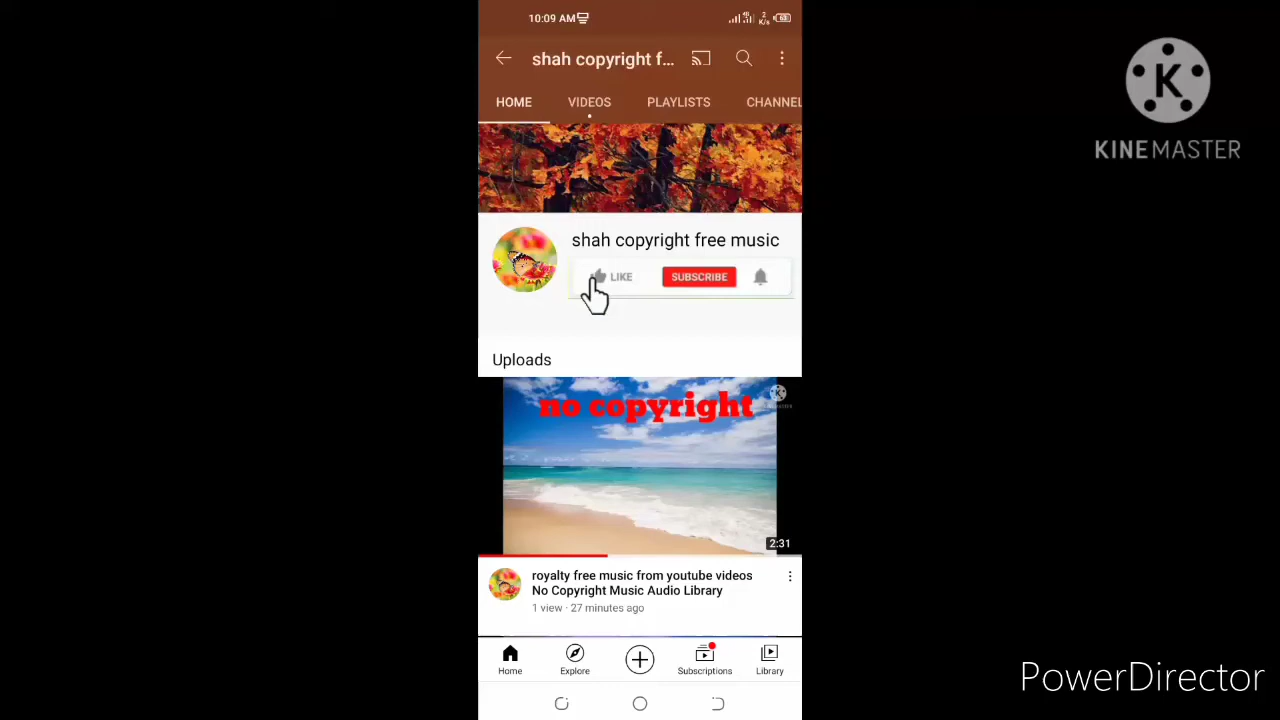 10:09 AM
shah copyright f...
HOME VIDEOS PLAYLISTS CHANNEL
KINEMASTER
shah copyright free music
LIKE SUBSCRIBE
Uploads
no copyright
2:31
royalty free music from youtube videos
No Copyright Music Audio Library
1 view · 27 minutes ago
Home Explore Subscriptions Library
PowerDirector